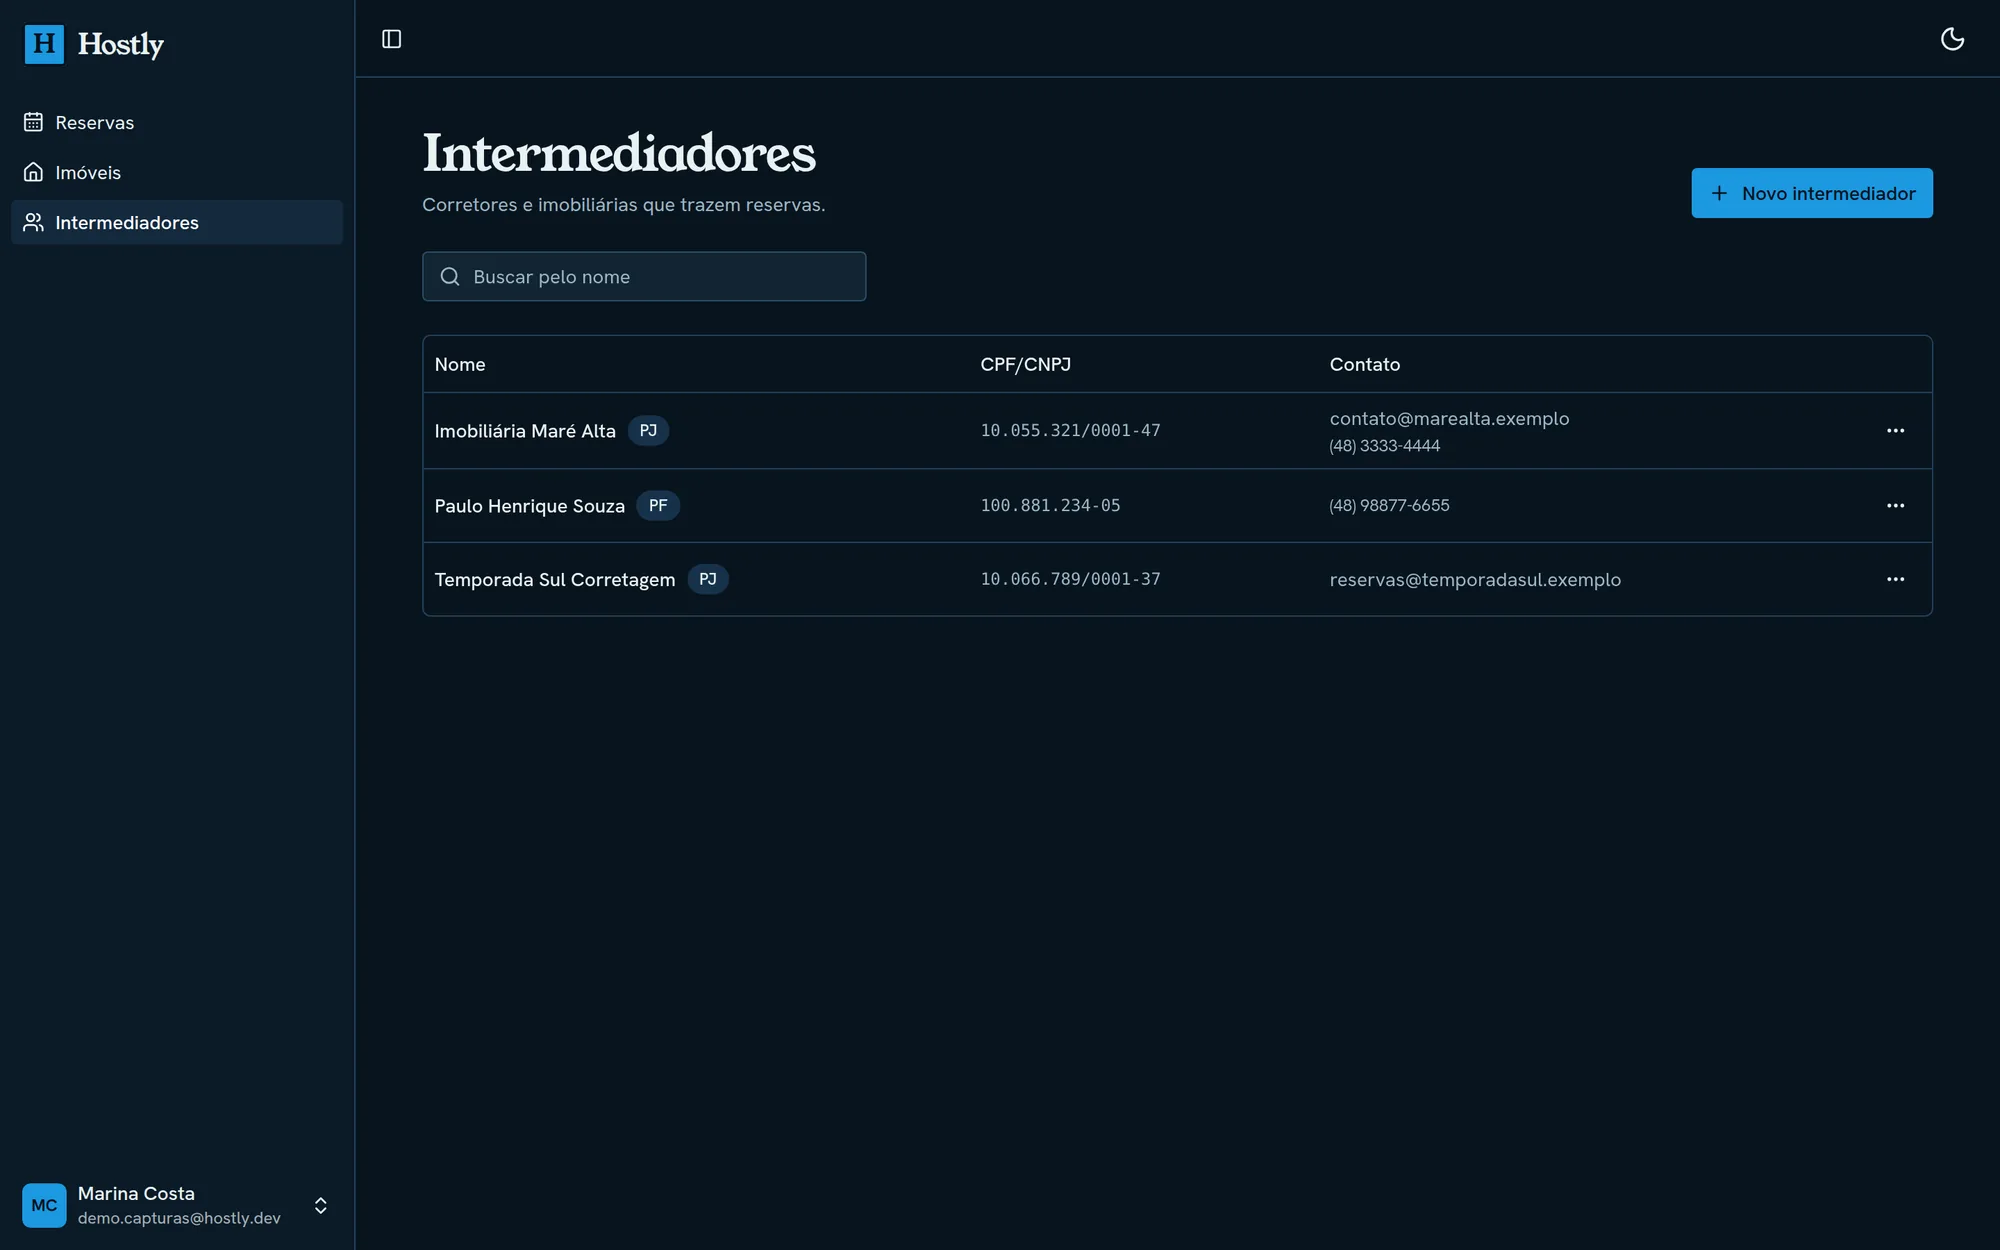 H Hostly
Reservas
Imóveis
Intermediadores
Intermediadores
Corretores e imobiliárias que trazem reservas.
Novo intermediador
Buscar pelo nome
Nome CPF/CNPJ Contato
Imobiliária Maré Alta PJ 10.055.321/0001-47 contato@marealta.exemplo
(48) 3333-4444
Paulo Henrique Souza PF 100.881.234-05 (48) 98877-6655
Temporada Sul Corretagem PJ 10.066.789/0001-37 reservas@temporadasul.exemplo
MC Marina Costa
demo.capturas@hostly.dev